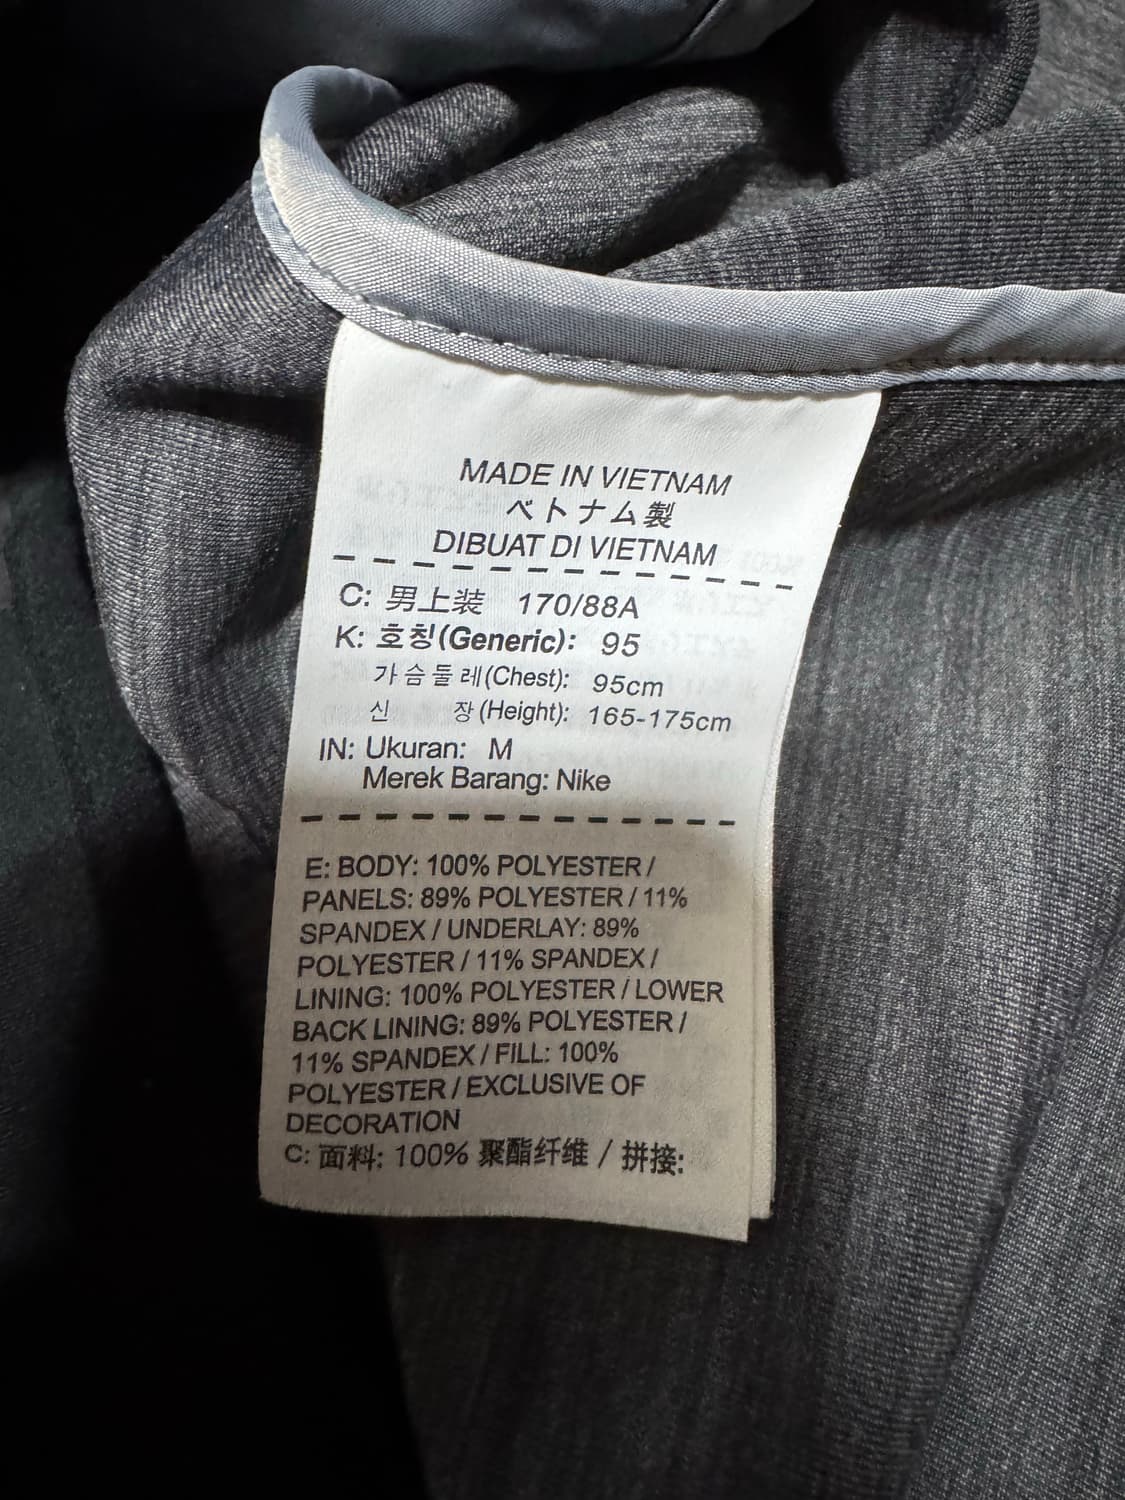 MADE IN VIETNAM
ベトナム製
DIBUAT DI VIETNAM
C: 男上装 170/88A
K: 호칭(Generic): 95
가슴둘레(Chest): 95cm
신 장(Height): 165-175cm
IN: Ukuran: M
Merek Barang: Nike
E: BODY: 100% POLYESTER /
PANELS: 89% POLYESTER / 11%
SPANDEX / UNDERLAY: 89%
POLYESTER / 11% SPANDEX /
LINING: 100% POLYESTER / LOWER
BACK LINING: 89% POLYESTER /
11% SPANDEX / FILL: 100%
POLYESTER / EXCLUSIVE OF
DECORATION
C: 面料: 100% 聚酯纤维 / 拼接: